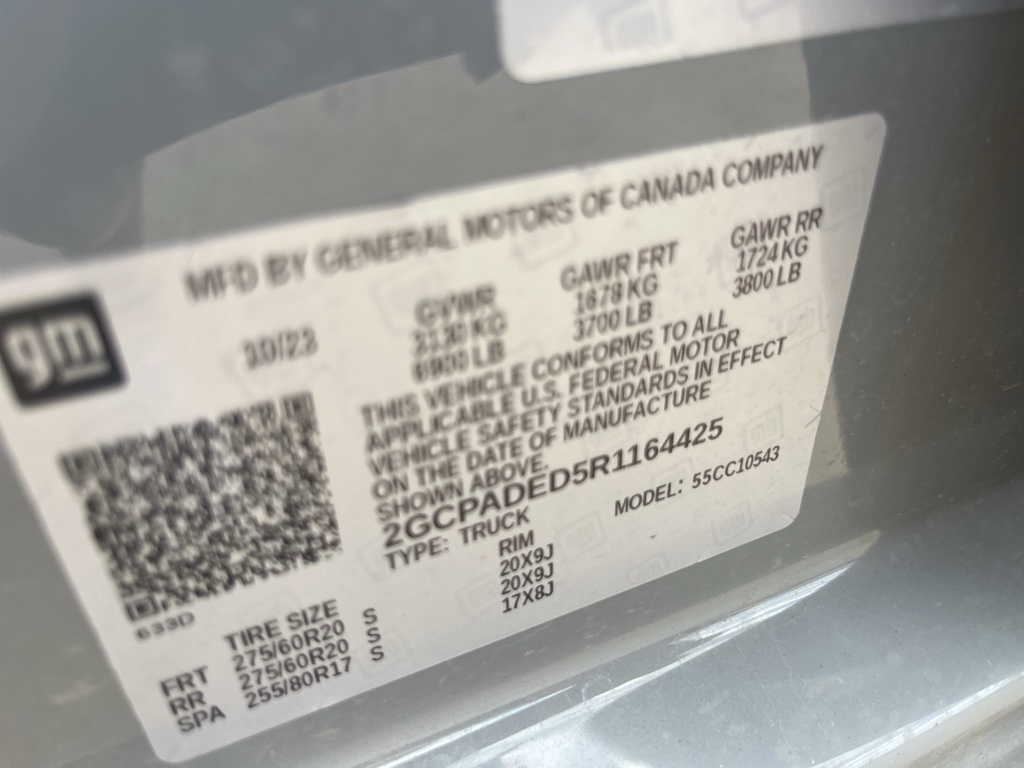 MFD BY GENERAL MOTORS OF CANADA COMPANY
gm
10/23 GVWR GAWR FRT GAWR RR
3130 KG 1678 KG 1724 KG
6900 LB 3700 LB 3800 LB
THIS VEHICLE CONFORMS TO ALL
APPLICABLE U.S. FEDERAL MOTOR
VEHICLE SAFETY STANDARDS IN EFFECT
ON THE DATE OF MANUFACTURE
SHOWN ABOVE.
2GCPADED5R1164425
TYPE: TRUCK MODEL: 55CC10543
633D
TIRE SIZE RIM
FRT 275/60R20 S 20X9J
RR 275/60R20 S 20X9J
SPA 255/80R17 S 17X8J